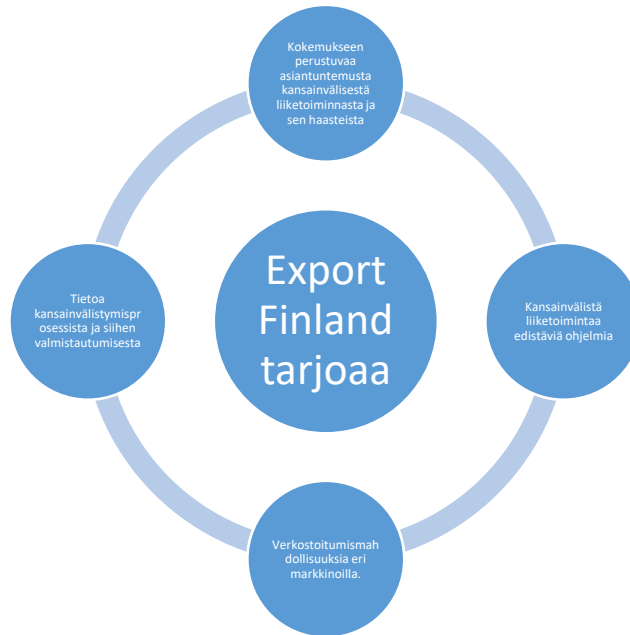 Kokemukseen
perustuvaa
asiantuntemusta
kansainvälisestä
liiketoiminnasta ja
sen haasteista
Export
Finland
tarjoaa
Tietoa
kansainvälistymispr
osessista ja siihen
valmistautumisesta
Kansainvälistä
liiketoimintaa
edistäviä ohjelmia
Verkostoitumismah
dollisuuksia eri
markkinoilla.